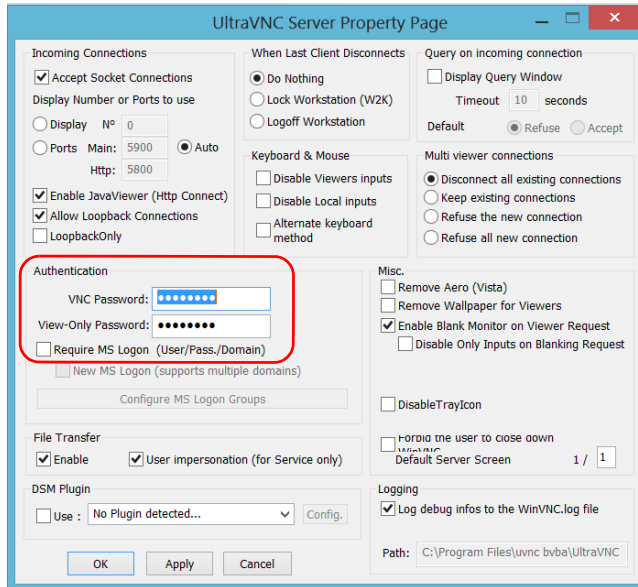 UltraVNC Server Property Page
Incoming Connections
Accept Socket Connections
Display Number or Ports to use
Display N° 0
Ports Main: 5900 Auto
Http: 5800
Enable JavaViewer (Http Connect)
Allow Loopback Connections
LoopbackOnly
When Last Client Disconnects
Do Nothing
Lock Workstation (W2K)
Logoff Workstation
Query on incoming connection
Display Query Window
Timeout 10 seconds
Default Refuse Accept
Keyboard & Mouse
Disable Viewers inputs
Disable Local inputs
Alternate keyboard
method
Multi viewer connections
Disconnect all existing connections
Keep existing connections
Refuse the new connection
Refuse all new connection
Authentication
VNC Password:
View-Only Password:
Require MS Logon (User/Pass./Domain)
New MS Logon (supports multiple domains)
Configure MS Logon Groups
Misc.
Remove Aero (Vista)
Remove Wallpaper for Viewers
Enable Blank Monitor on Viewer Request
Disable Only Inputs on Blanking Request
DisableTrayIcon
Forbid the user to close down
WinVNC
Default Server Screen 1 / 1
File Transfer
Enable User impersonation (for Service only)
DSM Plugin
Use : No Plugin detected... Config.
Logging
Log debug infos to the WinVNC.log file
Path: C:\Program Files\uvnc bvba\UltraVNC
OK Apply Cancel